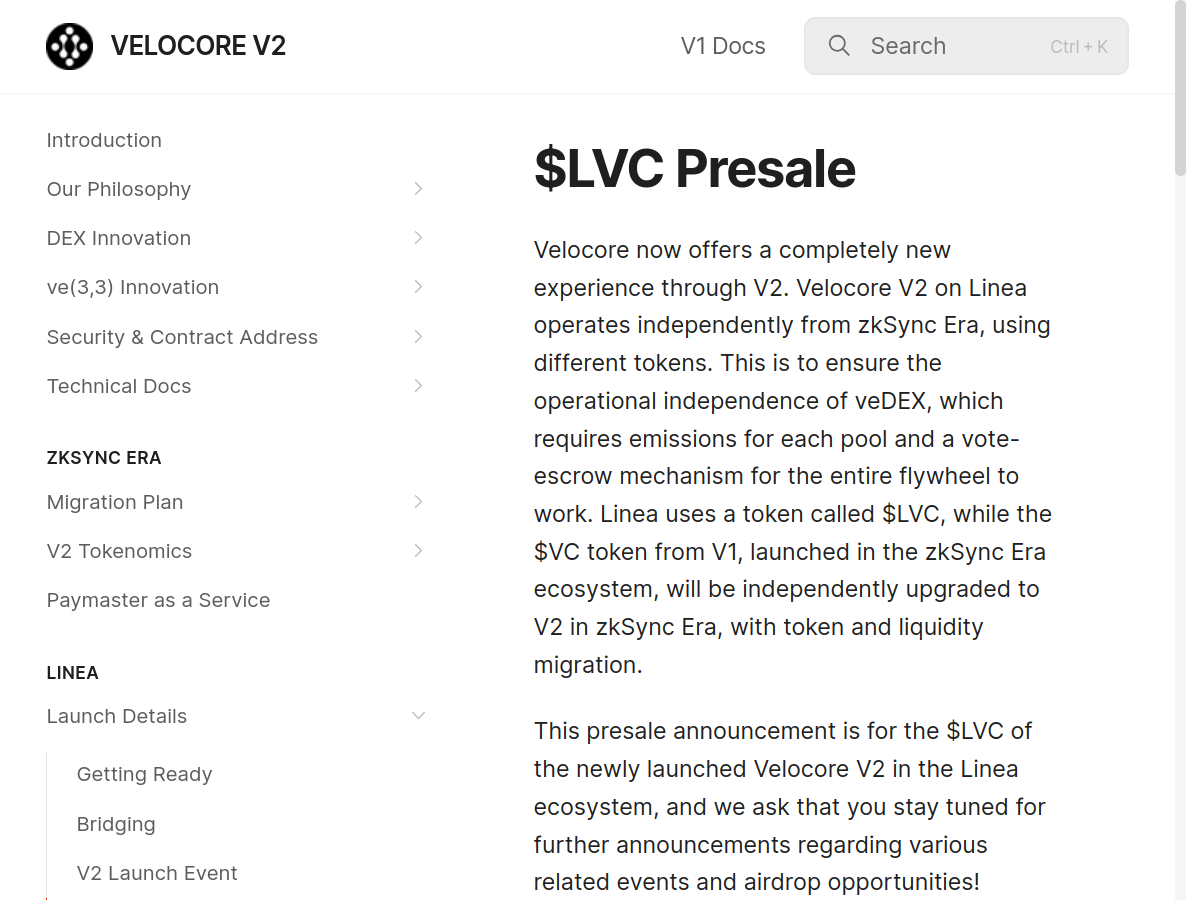 VELOCORE V2
V1 Docs
Search
Ctrl + K
Introduction
Our Philosophy
DEX Innovation
ve(3,3) Innovation
Security & Contract Address
Technical Docs
ZKSYNC ERA
Migration Plan
V2 Tokenomics
Paymaster as a Service
LINEA
Launch Details
Getting Ready
Bridging
V2 Launch Event
$LVC Presale
Velocore now offers a completely new
experience through V2. Velocore V2 on Linea
operates independently from zkSync Era, using
different tokens. This is to ensure the
operational independence of veDEX, which
requires emissions for each pool and a vote-
escrow mechanism for the entire flywheel to
work. Linea uses a token called $LVC, while the
$VC token from V1, launched in the zkSync Era
ecosystem, will be independently upgraded to
V2 in zkSync Era, with token and liquidity
migration.
This presale announcement is for the $LVC of
the newly launched Velocore V2 in the Linea
ecosystem, and we ask that you stay tuned for
further announcements regarding various
related events and airdrop opportunities!